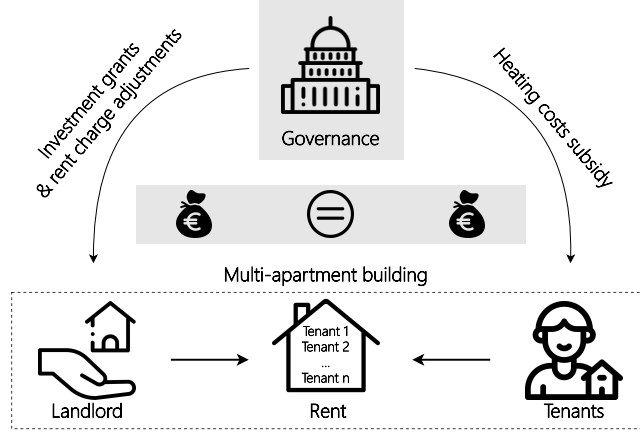 Investment grants
& rent charge adjustments
Heating costs subsidy
Governance
€
=
€
Multi-apartment building
Tenant 1
Tenant 2
...
Tenant n
Landlord
Rent
Tenants